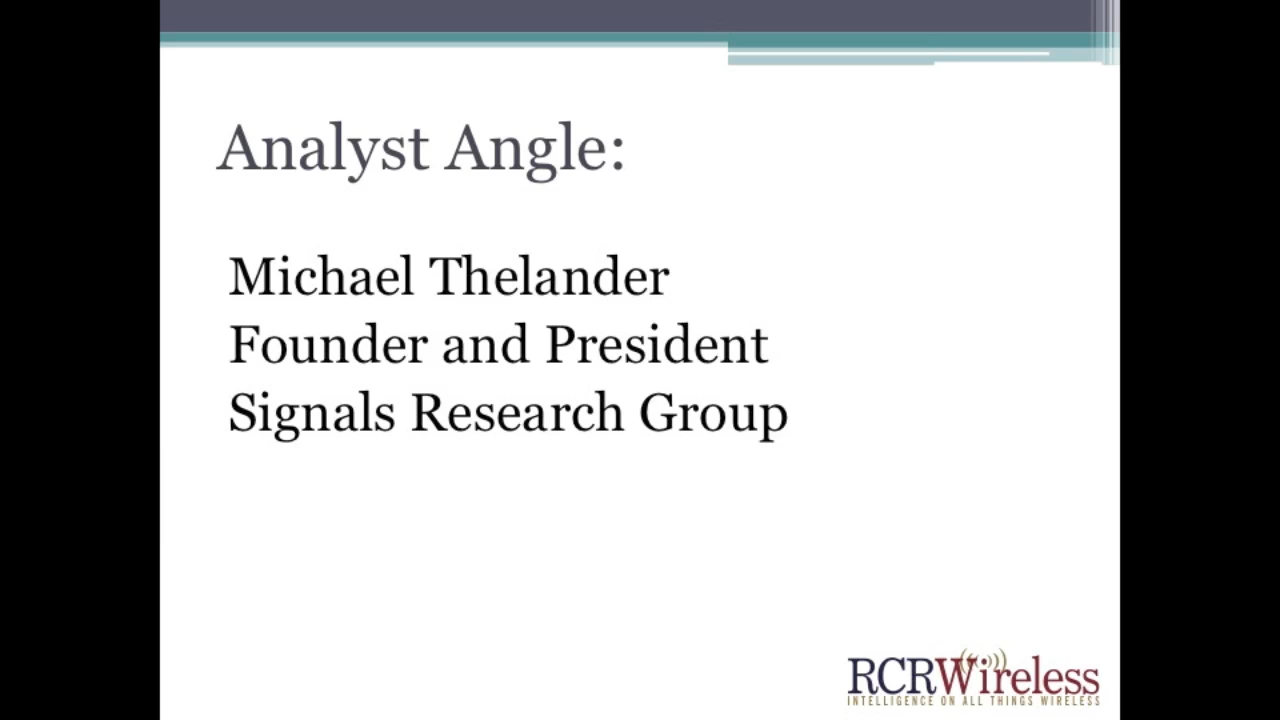 Analyst Angle:
Michael Thelander
Founder and President
Signals Research Group
RCRWireless
INTELLIGENCE ON ALL THINGS WIRELESS